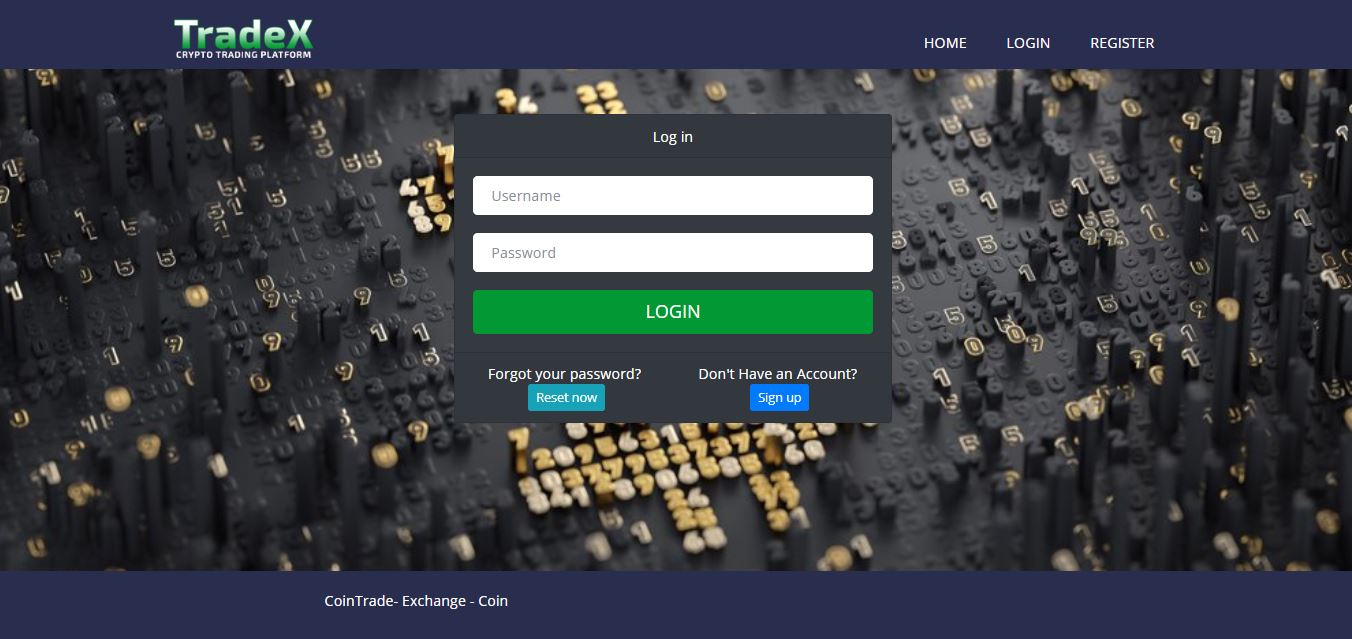 TradeX
CRYPTO TRADING PLATFORM
HOME LOGIN REGISTER
Log in
Username
Password
LOGIN
Forgot your password?
Reset now
Don't Have an Account?
Sign up
CoinTrade- Exchange - Coin